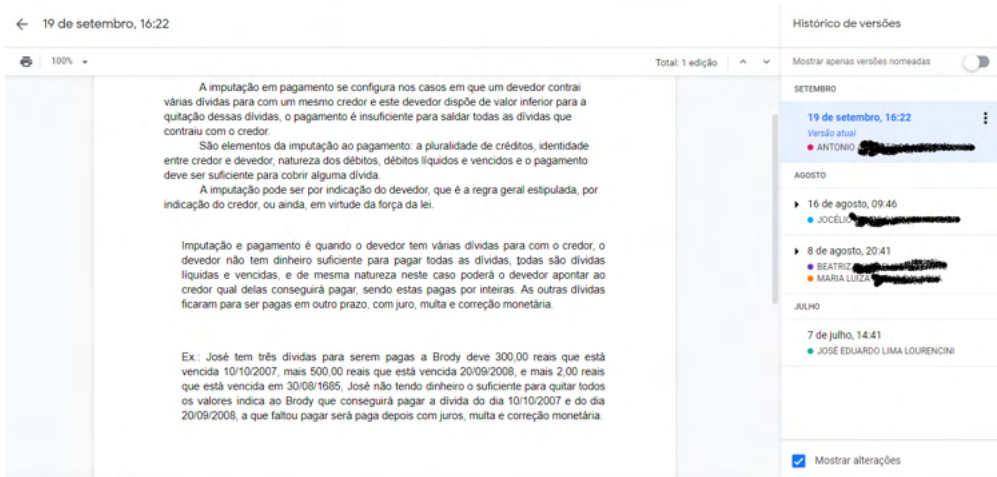 19 de setembro, 16:22
100%
Total: 1 edição
A imputação em pagamento se configura nos casos em que um devedor contrai
várias dívidas para com um mesmo credor e este devedor dispõe de valor inferior para a
quitação dessas dívidas, o pagamento é insuficiente para saldar todas as dívidas que
contraiu com o credor.
São elementos da imputação ao pagamento: a pluralidade de créditos, identidade
entre credor e devedor, natureza dos débitos, débitos líquidos e vencidos e o pagamento
deve ser suficiente para cobrir alguma dívida.
A imputação pode ser por indicação do devedor, que é a regra geral estipulada, por
indicação do credor, ou ainda, em virtude da força da lei.
Imputação e pagamento é quando o devedor tem várias dívidas para com o credor, o
devedor não tem dinheiro suficiente para pagar todas as dívidas, todas são dívidas
líquidas e vencidas, e de mesma natureza neste caso poderá o devedor apontar ao
credor qual delas conseguirá pagar, sendo estas pagas por inteiras. As outras dívidas
ficaram para ser pagas em outro prazo, com juro, multa e correção monetária.
Ex.: José tem três dívidas para serem pagas a Brody deve 300,00 reais que está
vencida 10/10/2007, mais 500,00 reais que está vencida 20/09/2008, e mais 2,00 reais
que está vencida em 30/08/1685, José não tendo dinheiro o suficiente para quitar todos
os valores indica ao Brody que conseguirá pagar a dívida do dia 10/10/2007 e do dia
20/09/2008, a que faltou pagar será paga depois com juros, multa e correção monetária.
Histórico de versões
Mostrar apenas versões nomeadas
SETEMBRO
19 de setembro, 16:22
Versão atual
ANTONIO
AGOSTO
16 de agosto, 09:46
JOCÉLIO
8 de agosto, 20:41
BEATRIZ
MARIA LUIZA
JULHO
7 de julho, 14:41
JOSÉ EDUARDO LIMA LOURENCINI
Mostrar alterações